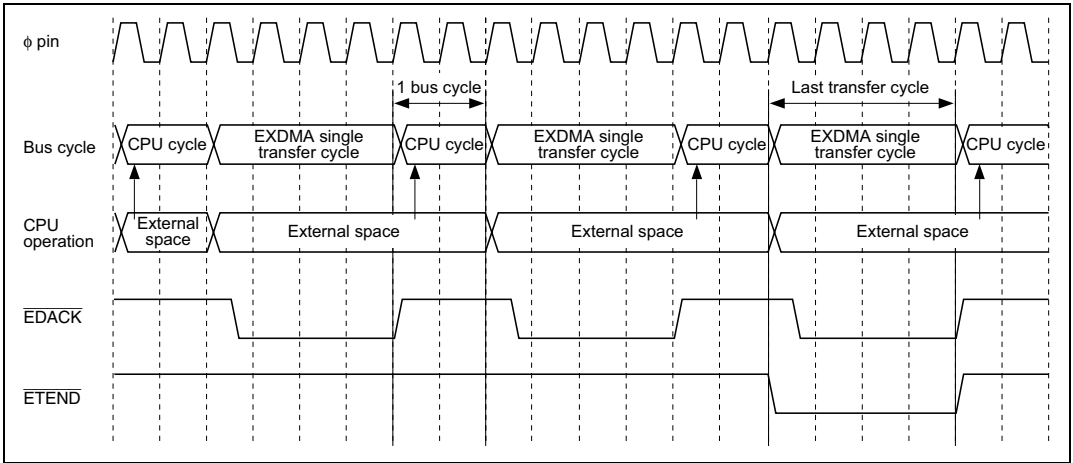 ϕ pin
1 bus cycle
Last transfer cycle
Bus cycle
CPU cycle
EXDMA single
transfer cycle
CPU cycle
EXDMA single
transfer cycle
CPU cycle
EXDMA single
transfer cycle
CPU cycle
CPU
operation
External
space
External space
External space
External space
EDACK
ETEND